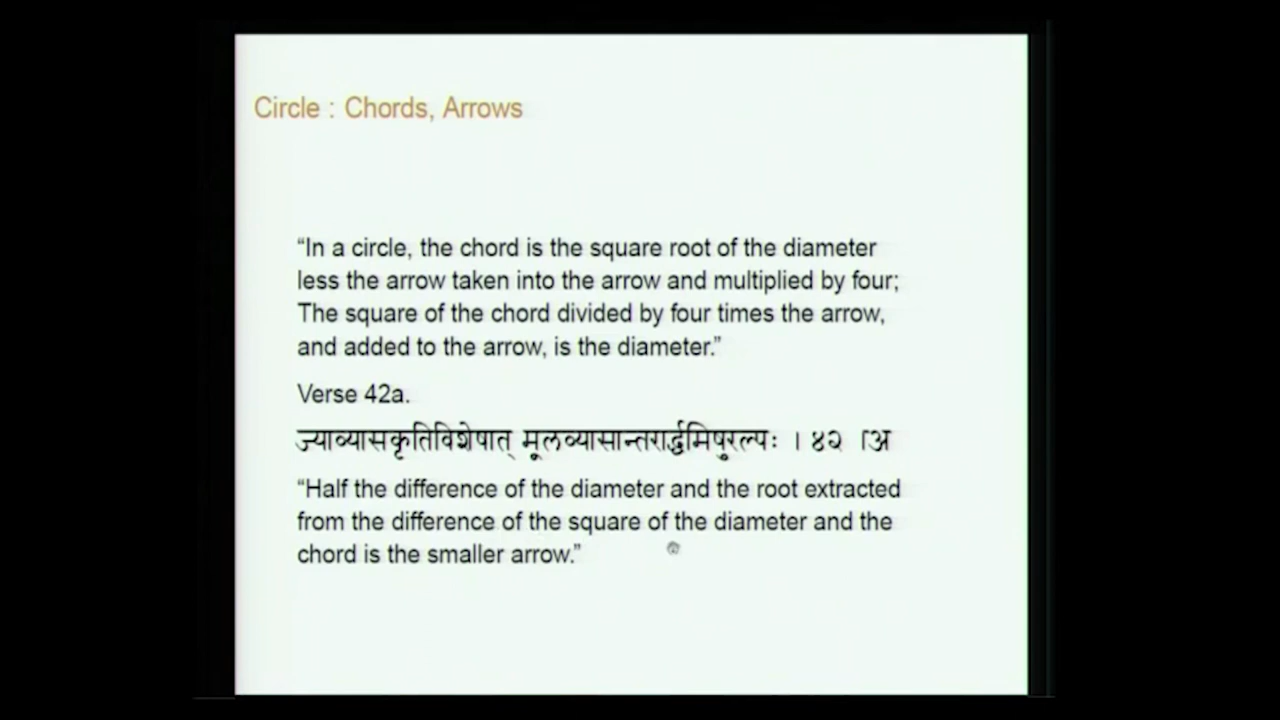 Circle : Chords, Arrows
“In a circle, the chord is the square root of the diameter
less the arrow taken into the arrow and multiplied by four;
The square of the chord divided by four times the arrow,
and added to the arrow, is the diameter.”
Verse 42a.
ज्याव्यासकृतिविशेषात् मूलव्यासान्तरार्द्धमिषुरल्पः । ४२ ।अ
“Half the difference of the diameter and the root extracted
from the difference of the square of the diameter and the
chord is the smaller arrow.”